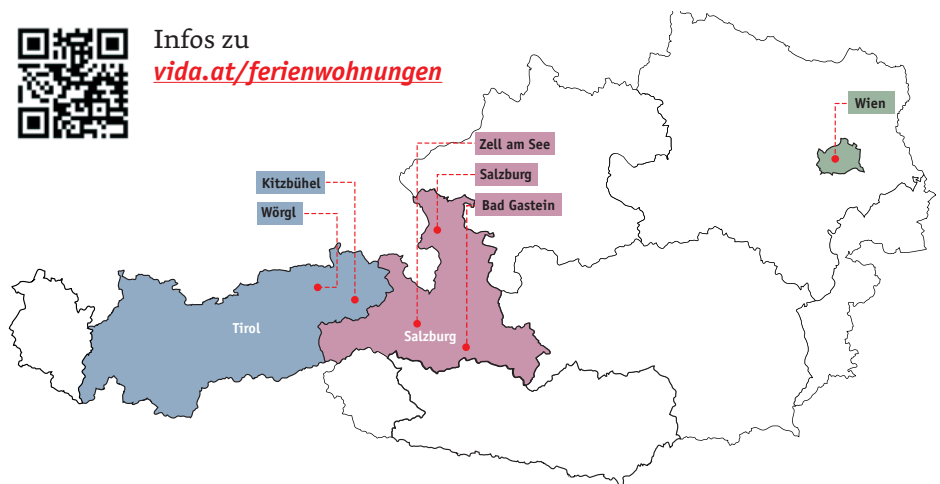 Infos zu
vida.at/ferienwohnungen
Wien
Zell am See
Salzburg
Bad Gastein
Kitzbühel
Wörgl
Tirol
Salzburg